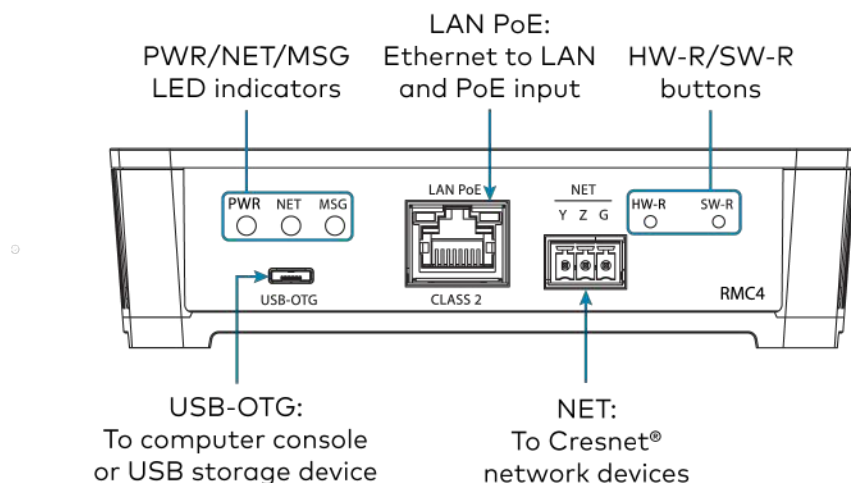 LAN PoE:
Ethernet to LAN
and PoE input
PWR/NET/MSG
LED indicators
HW-R/SW-R
buttons
PWR NET MSG
LAN PoE
NET
Y Z G
HW-R SW-R
USB-OTG
CLASS 2
RMC4
USB-OTG:
To computer console
or USB storage device
NET:
To Cresnet®
network devices